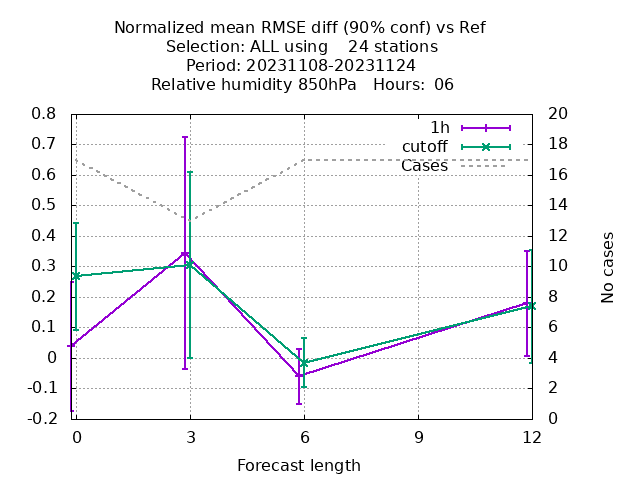 Normalized mean RMSE diff (90% conf) vs Ref
Selection: ALL using 24 stations
Period: 20231108-20231124
Relative humidity 850hPa Hours: 06
0.8 20
1h
0.7 18
cutoff
Cases
0.6 16
0.5 14
0.4 12
0.3 10
No cases
0.2 8
0.1 6
0 4
-0.1 2
-0.2 0
0 3 6 9 12
Forecast length